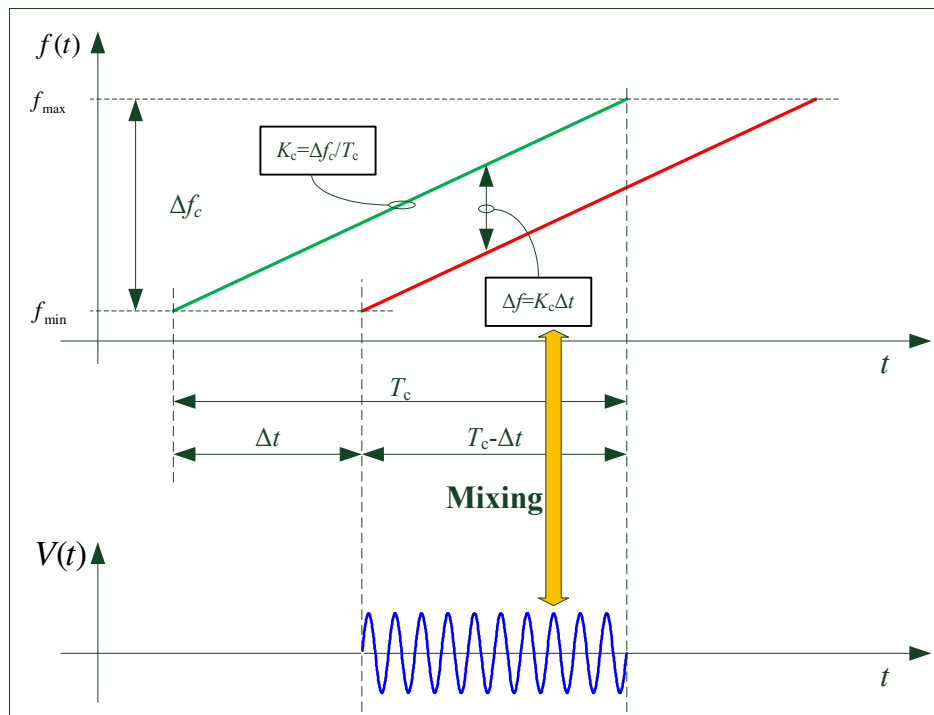 f(t)
f_max
K_c=Δf_c/T_c
Δf_c
Δf=K_cΔt
f_min
t
T_c
Δt
T_c-Δt
Mixing
V(t)
t